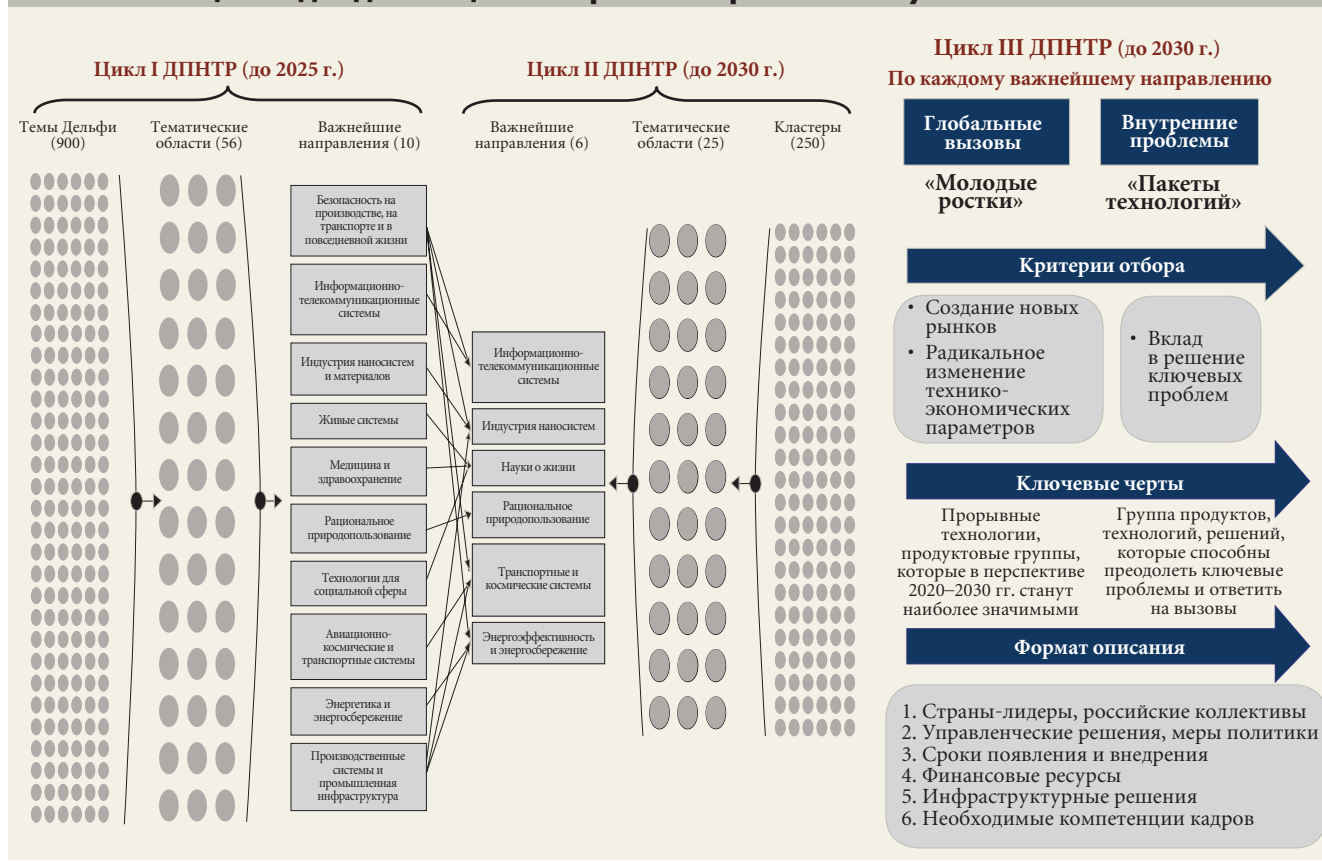 Цикл I ДПНТР (до 2025 г.)
Темы Дельфи
(900)
Тематические
области (56)
Важнейшие
направления (10)
Безопасность на
производстве, на
транспорте и в
повседневной жизни
Информационно-
телекоммуникационные
системы
Индустрия наносистем
и материалов
Живые системы
Медицина и
здравоохранение
Рациональное
природопользование
Технологии для
социальной сферы
Авиационно-
космические и
транспортные системы
Энергетика и
энергосбережение
Производственные
системы и
промышленная
инфраструктура
Цикл II ДПНТР (до 2030 г.)
Важнейшие
направления (6)
Тематические
области (25)
Кластеры
(250)
Информационно-
телекоммуникационные
системы
Индустрия наносистем
Науки о жизни
Рациональное
природопользование
Транспортные и
космические системы
Энергоэффективность
и энергосбережение
Цикл III ДПНТР (до 2030 г.)
По каждому важнейшему направлению
Глобальные
вызовы
Внутренние
проблемы
«Молодые
ростки»
«Пакеты
технологий»
Критерии отбора
• Создание новых
рынков
• Радикальное
изменение
технико-
экономических
параметров
• Вклад
в решение
ключевых
проблем
Ключевые черты
Прорывные
технологии,
продуктовые группы,
которые в перспективе
2020–2030 гг. станут
наиболее значимыми
Группа продуктов,
технологий, решений,
которые способны
преодолеть ключевые
проблемы и ответить
на вызовы
Формат описания
1. Страны-лидеры, российские коллективы
2. Управленческие решения, меры политики
3. Сроки появления и внедрения
4. Финансовые ресурсы
5. Инфраструктурные решения
6. Необходимые компетенции кадров